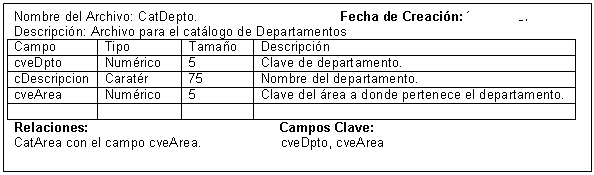 Nombre del Archivo: CatDepto. Fecha de Creación:
Descripción: Archivo para el catálogo de Departamentos
Campo Tipo Tamaño Descripción
cveDpto Numérico 5 Clave de departamento.
cDescripcion Caratér 75 Nombre del departamento.
cveArea Numérico 5 Clave del área a donde pertenece el departamento.
Relaciones: Campos Clave:
CatArea con el campo cveArea. cveDpto, cveArea